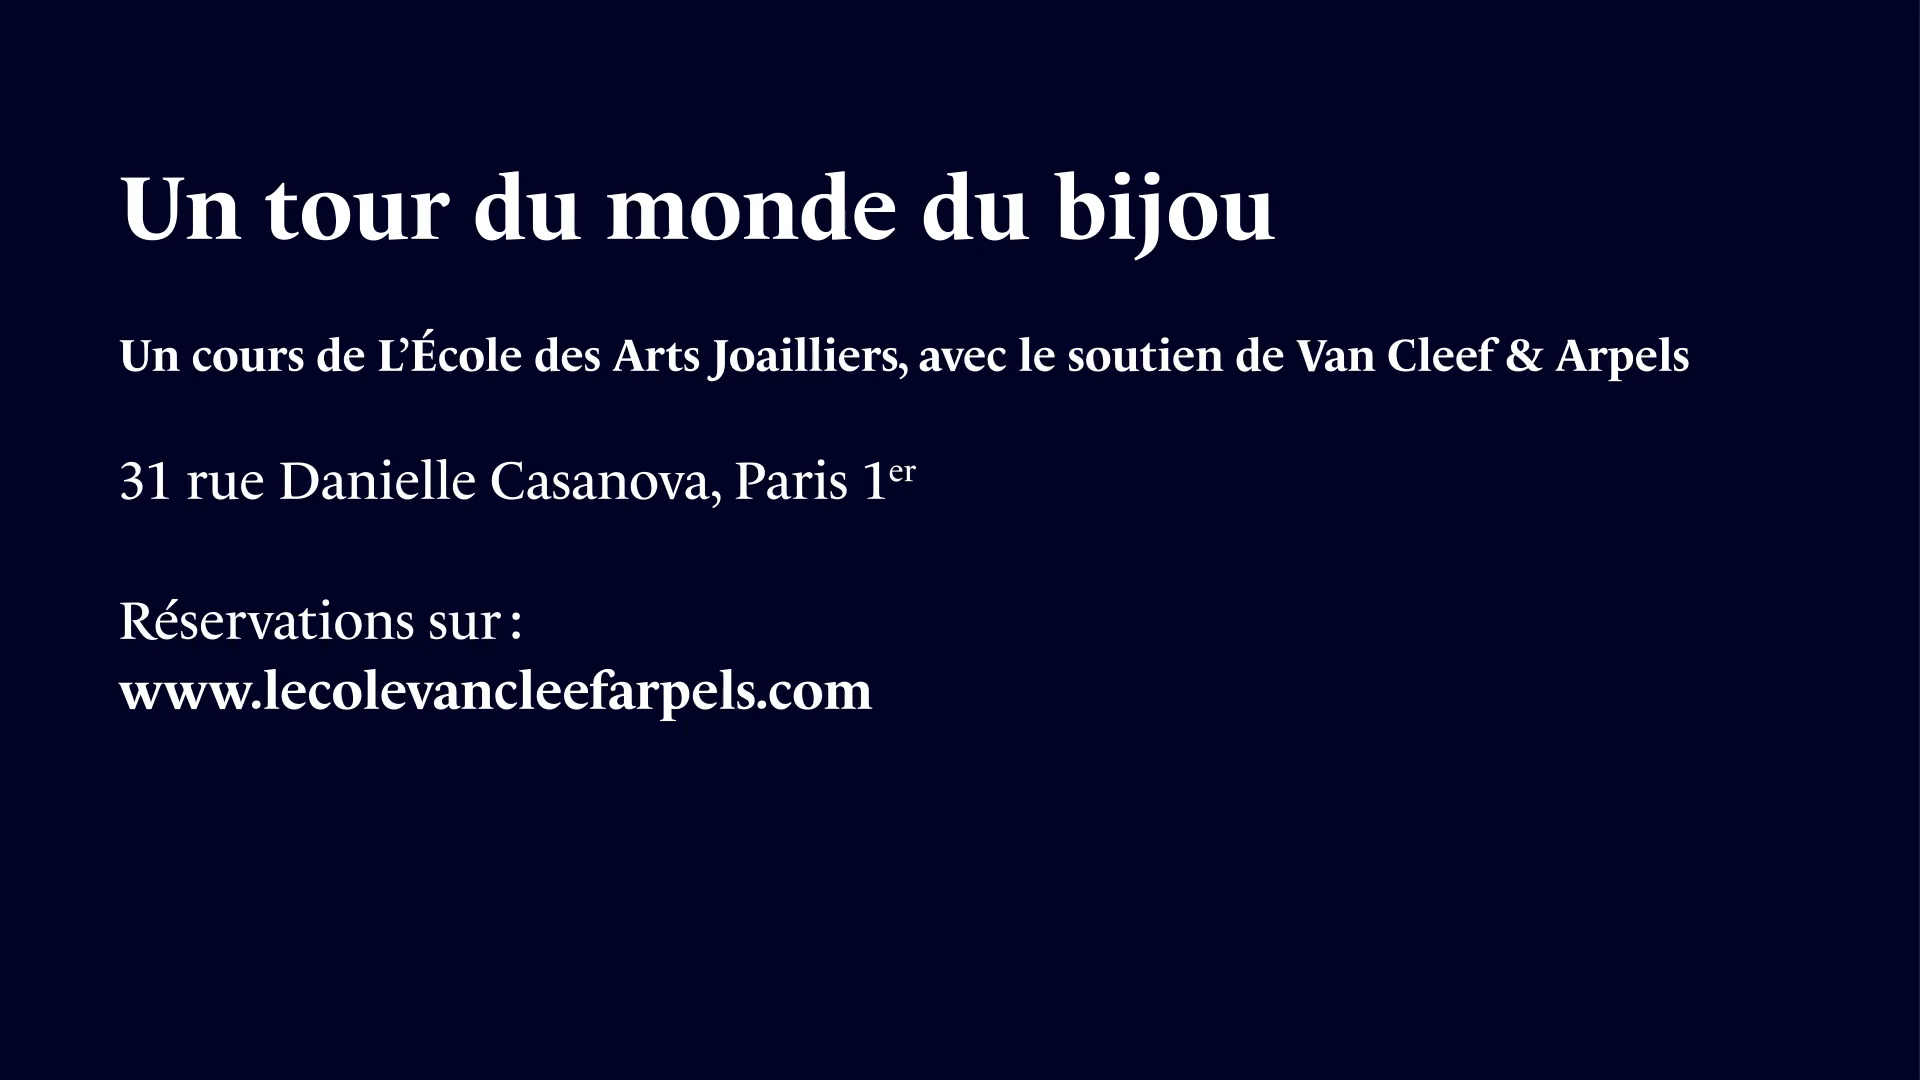 Un tour du monde du bijou
Un cours de L’École des Arts Joailliers, avec le soutien de Van Cleef & Arpels
31 rue Danielle Casanova, Paris 1er
Réservations sur :
www.lecolevancleefarpels.com